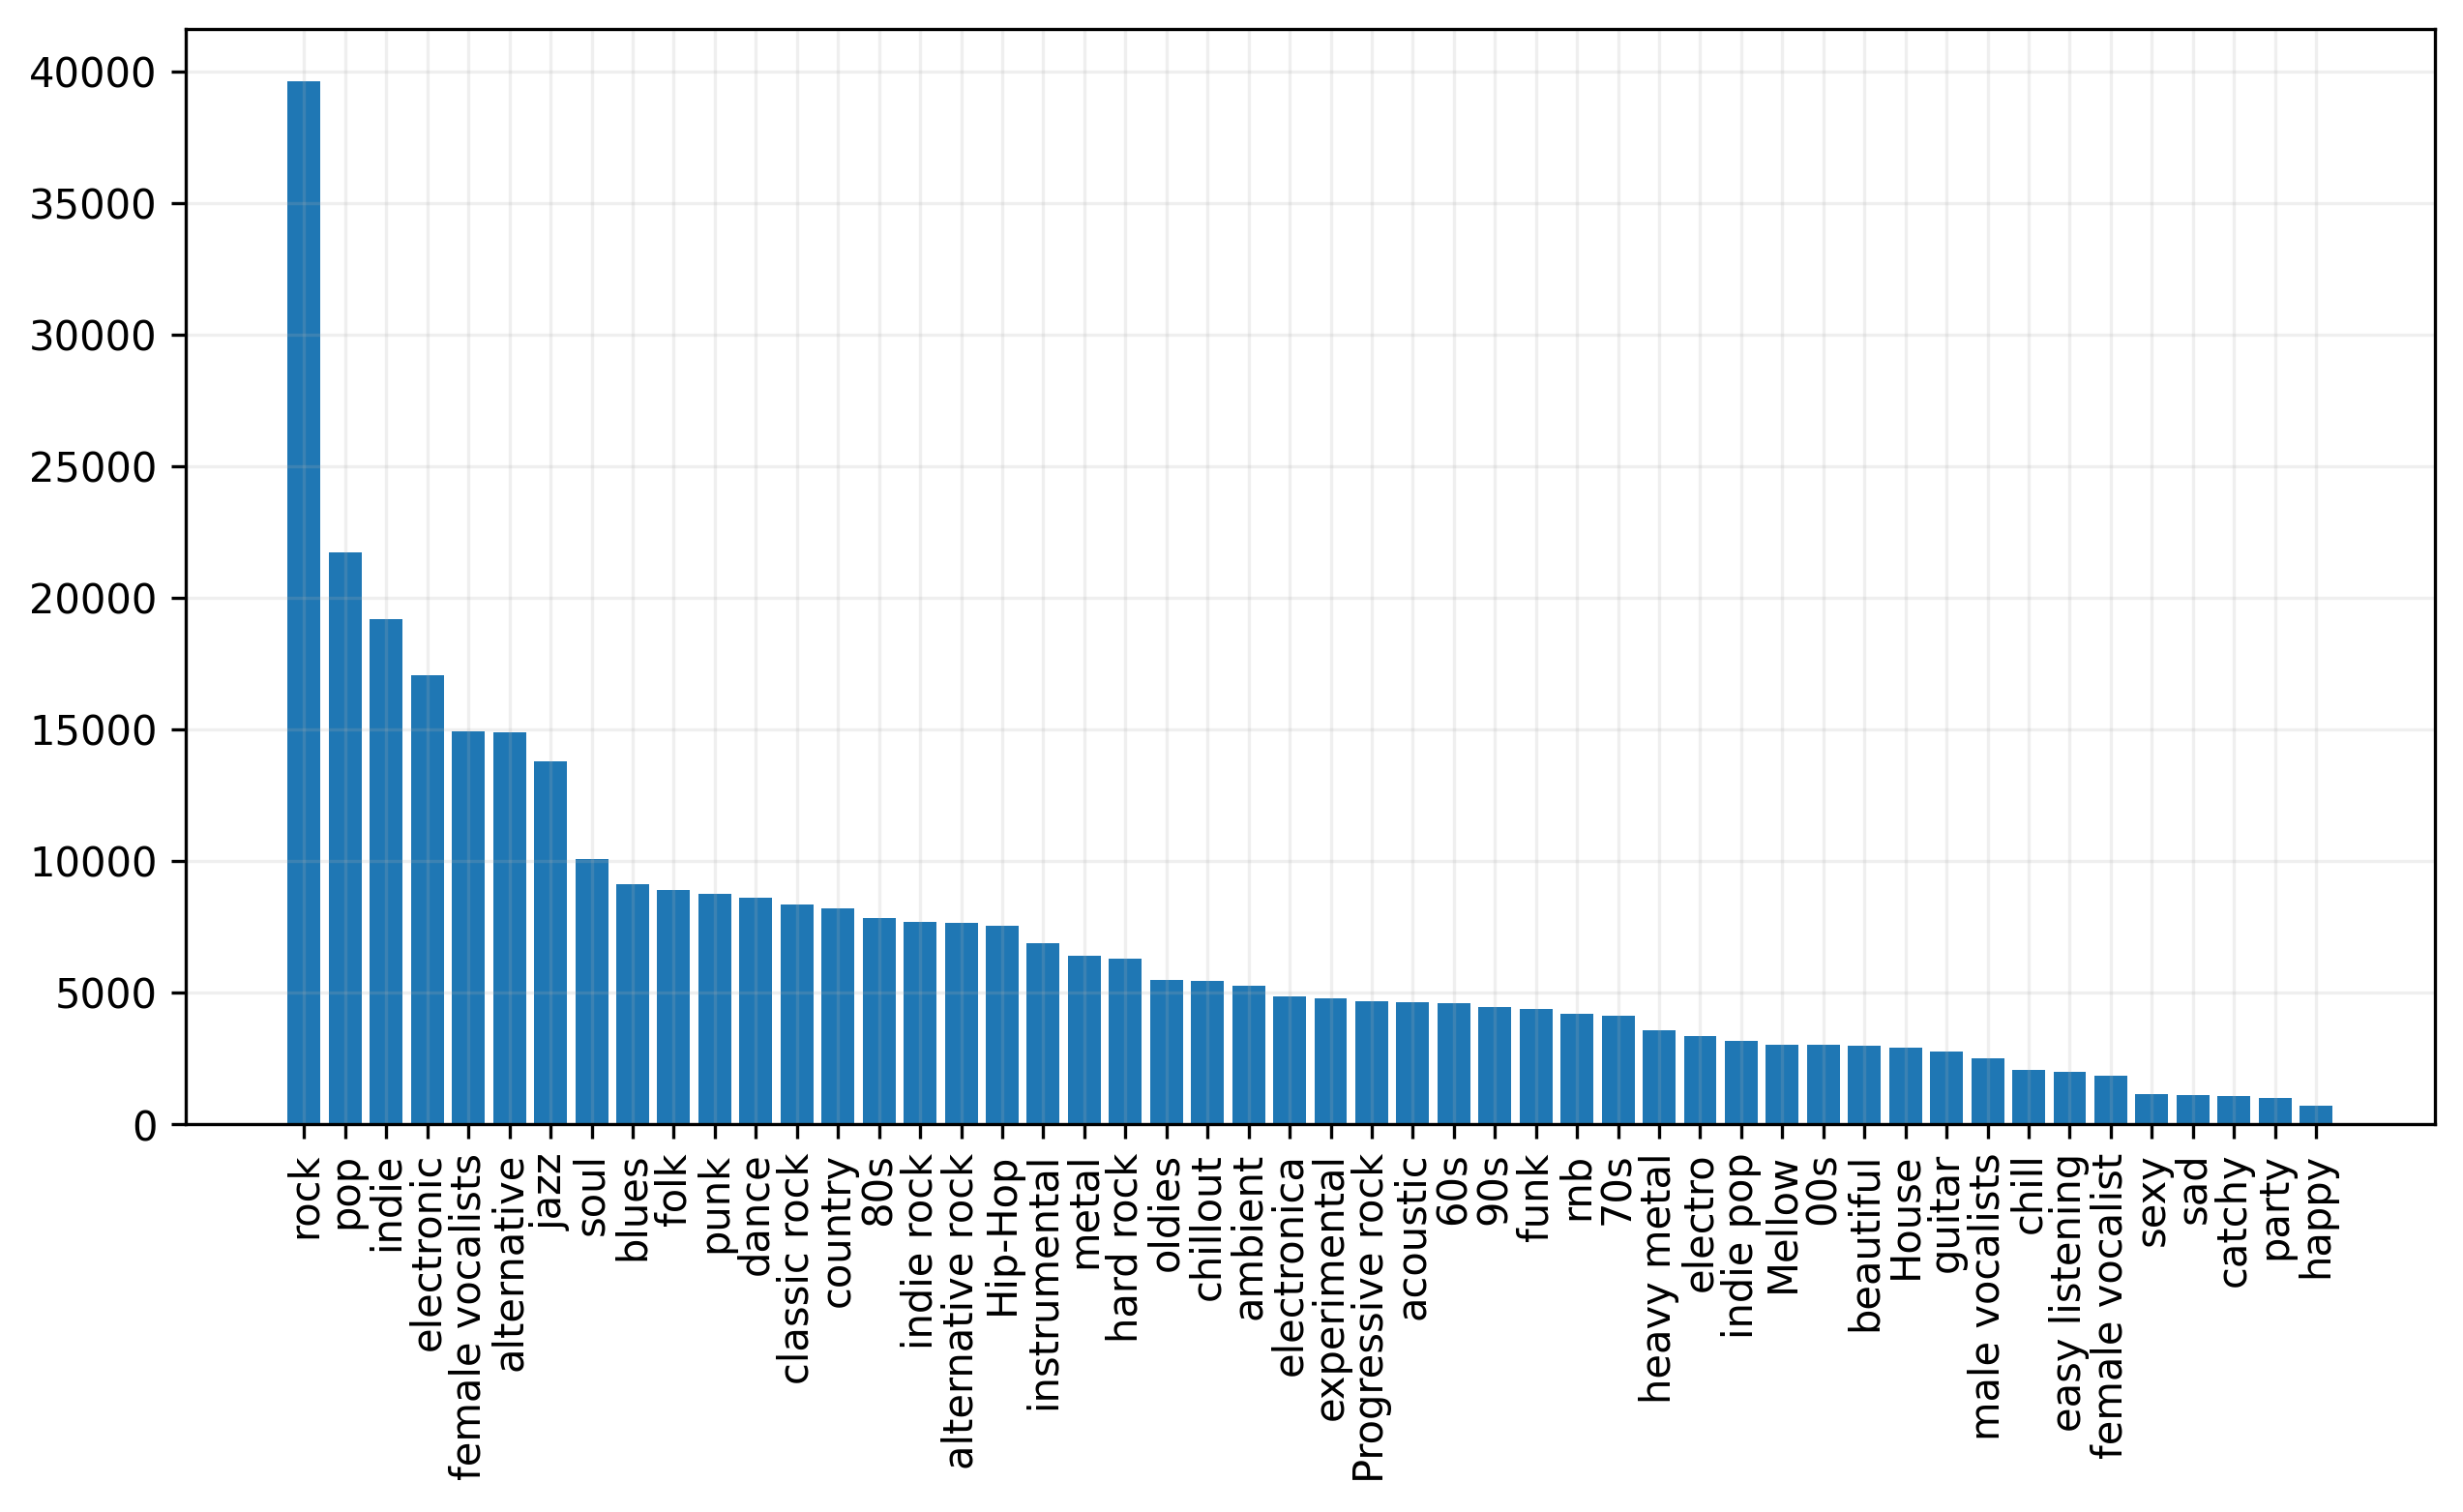 40000
35000
30000
25000
20000
15000
10000
5000
0
rock
pop
indie
electronic
female vocalists
alternative
jazz
soul
blues
folk
punk
dance
classic rock
country
80s
indie rock
alternative rock
Hip-Hop
instrumental
metal
hard rock
oldies
chillout
ambient
electronica
experimental
Progressive rock
acoustic
60s
90s
funk
rnb
70s
heavy metal
electro
indie pop
Mellow
00s
beautiful
House
guitar
male vocalists
chill
easy listening
female vocalist
sexy
sad
catchy
party
happy